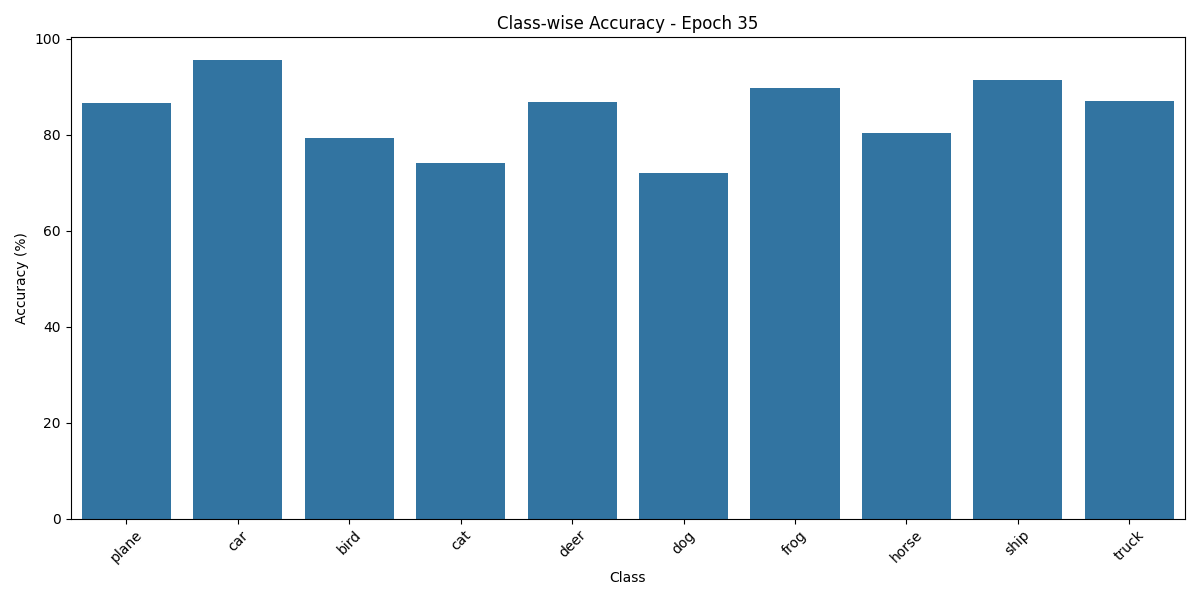 Class-wise Accuracy - Epoch 35
Accuracy (%)
100
80
60
40
20
0
plane car bird cat deer dog frog horse ship truck
Class